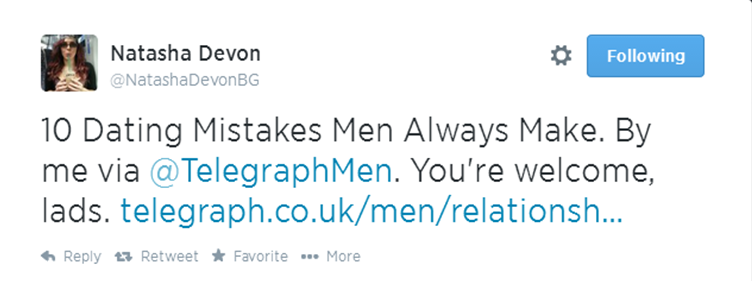 Natasha Devon
@NatashaDevonBG
Following
10 Dating Mistakes Men Always Make. By
me via @TelegraphMen. You're welcome,
lads. telegraph.co.uk/men/relationsh...
Reply Retweet Favorite More